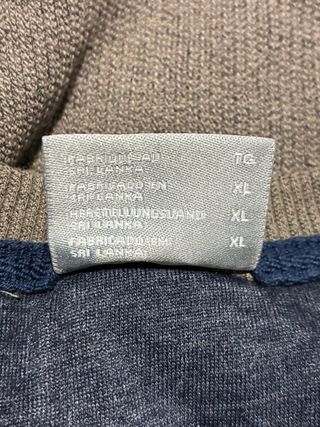 FABRIQUÉ AU TG
SRI LANKA
FABRICADO EN XL
SRI LANKA
HERSTELLUNGSLAND XL
SRI LANKA
FABRICADO EM XL
SRI LANKA